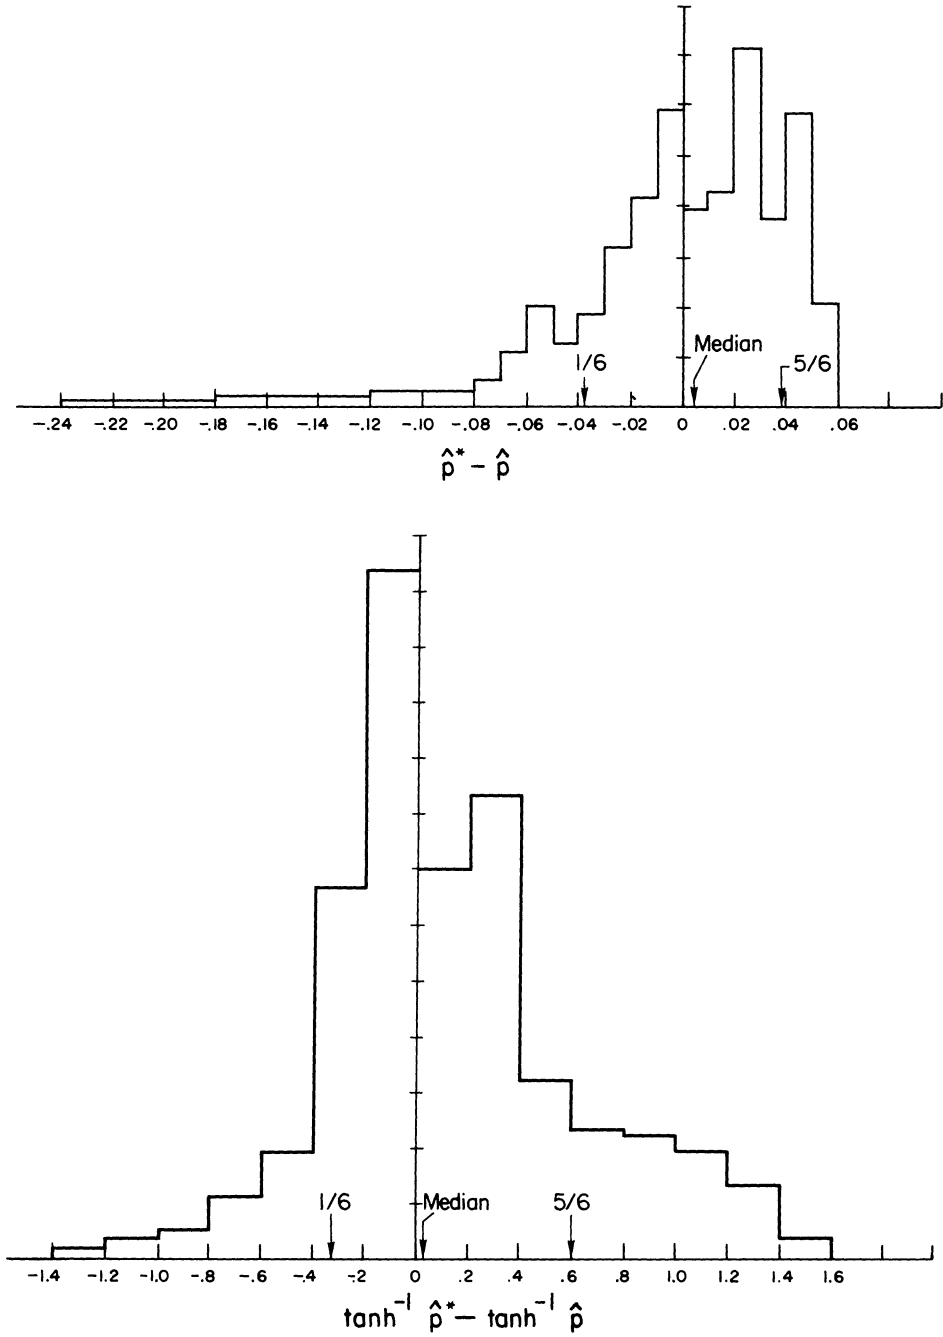 Median
1/6 5/6
-.24 -.22 -.20 -.18 -.16 -.14 -.12 -.10 -.08 -.06 -.04 -.02 0 .02 .04 .06
p̂* – p̂
1/6 Median 5/6
-.1.4 -1.2 -1.0 -.8 -.6 -.4 -.2 0 .2 .4 .6 .8 1.0 1.2 1.4 1.6
tanh⁻¹ p̂* – tanh⁻¹ p̂